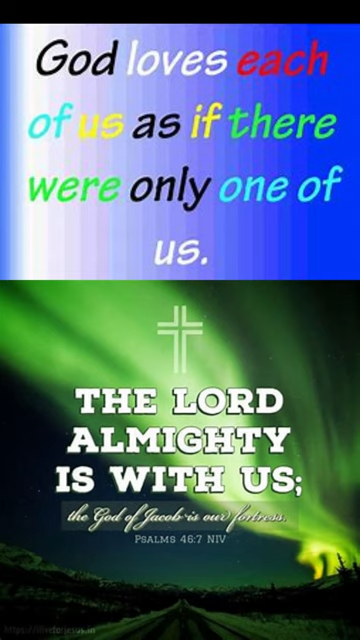 God loves each
of us as if there
were only one of
us.
THE LORD
ALMIGHTY
IS WITH US;
the God of Jacob is our fortress.
PSALMS 46:7 NIV